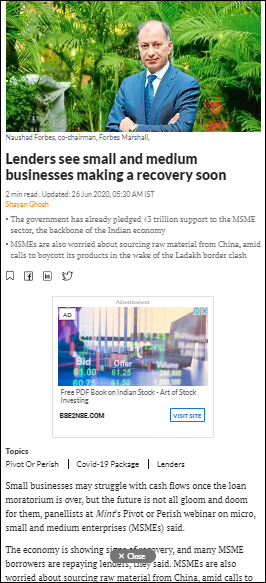 Naushad Forbes, co-chairman, Forbes Marshall,
Lenders see small and medium
businesses making a recovery soon
2 min read . Updated: 26 Jun 2020, 05:30 AM IST
Shayan Ghosh
• The government has already pledged ₹3 trillion support to the MSME
sector, the backbone of the Indian economy
• MSMEs are also worried about sourcing raw material from China, amid
calls to boycott its products in the wake of the Ladakh border clash
Advertisement
AD
Bid
Offer
61.00
61.25
61.50
60.75
Free PDF Book on Indian Stock - Art of Stock
Investing
BSE2NSE.COM
VISIT SITE
Topics
Pivot Or Perish | Covid-19 Package | Lenders
Small businesses may struggle with cash flows once the loan
moratorium is over, but the future is not all gloom and doom
for them, panellists at Mint's Pivot or Perish webinar on micro,
small and medium enterprises (MSMEs) said.
× Close
The economy is showing signs of recovery, and many MSME
borrowers are repaying lenders, they said. MSMEs are also
worried about sourcing raw material from China, amid calls to